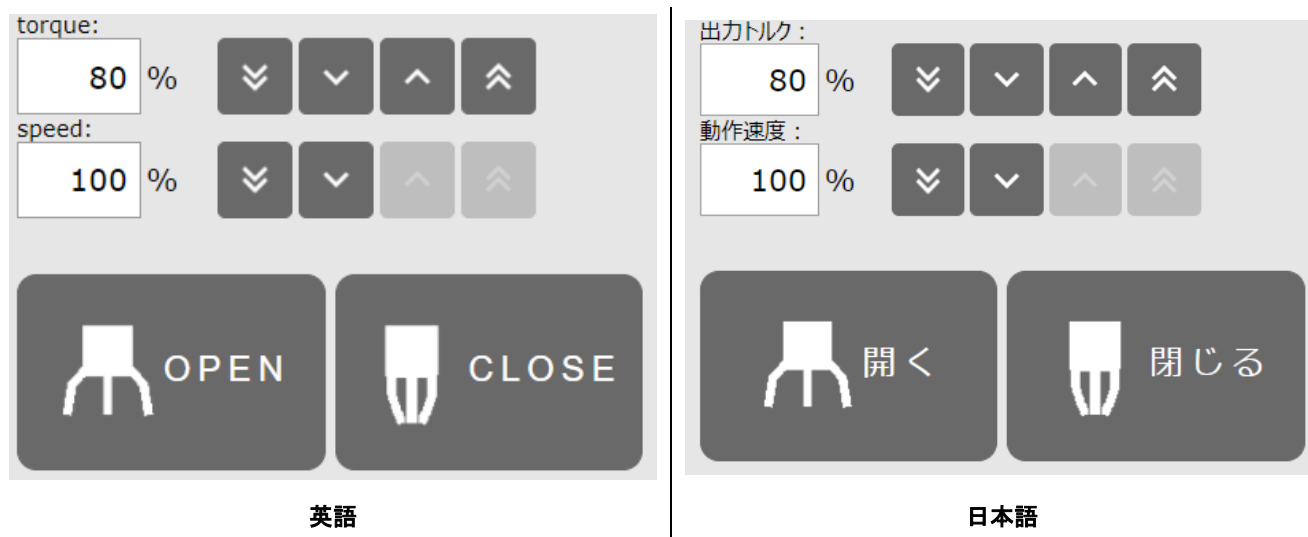 torque:
80 %
speed:
100 %
OPEN
CLOSE
英語
出力トルク：
80 %
動作速度：
100 %
開く
閉じる
日本語